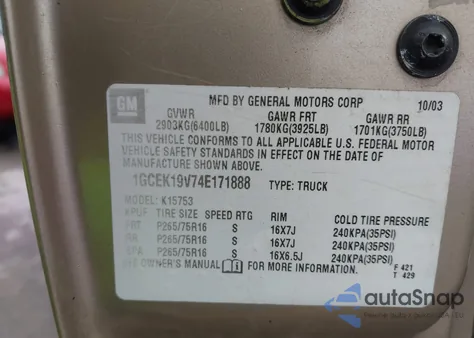 MFD BY GENERAL MOTORS CORP 10/03
GM
GVWR GAWR FRT GAWR RR
2903KG(6400LB) 1780KG(3925LB) 1701KG(3750LB)
THIS VEHICLE CONFORMS TO ALL APPLICABLE U.S. FEDERAL MOTOR
VEHICLE SAFETY STANDARDS IN EFFECT ON THE DATE OF
MANUFACTURE SHOWN ABOVE.
1GCEK19V74E171888 TYPE: TRUCK
MODEL: K15753
TIRE SIZE SPEED RTG RIM COLD TIRE PRESSURE
FRT P265/75R16 S 16X7J 240KPA(35PSI)
RR P265/75R16 S 16X7J 240KPA(35PSI)
SPA P265/75R16 S 16X6.5J 240KPA(35PSI)
SEE OWNER'S MANUAL FOR MORE INFORMATION.
F 421
T 429
autoSnap